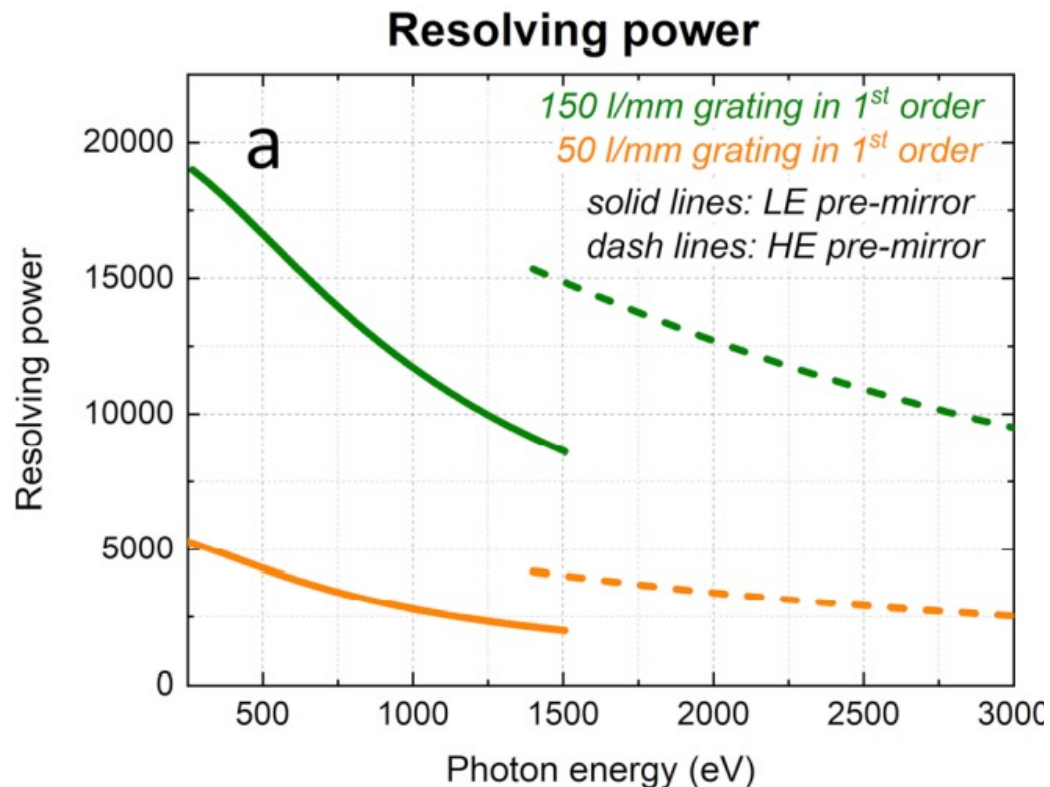 Resolving power
a
150 l/mm grating in 1st order
50 l/mm grating in 1st order
solid lines: LE pre-mirror
dash lines: HE pre-mirror
Resolving power
20000
15000
10000
5000
0
500 1000 1500 2000 2500 3000
Photon energy (eV)